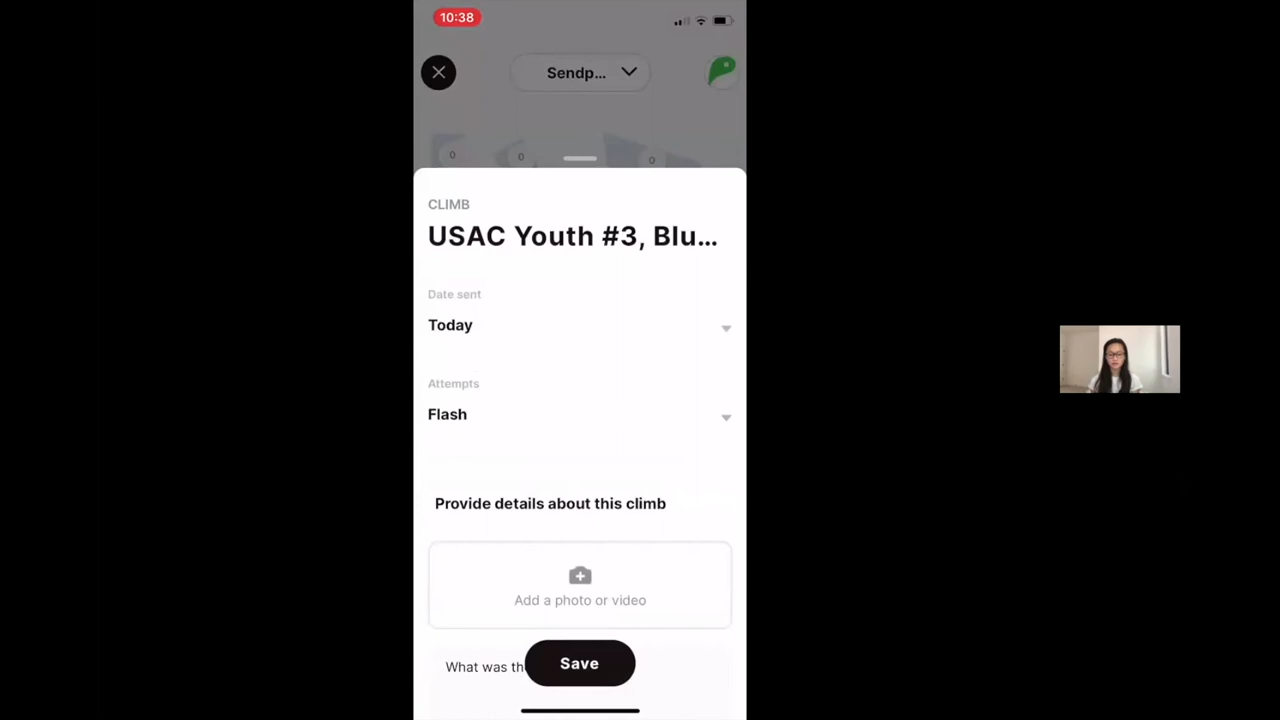 10:38
Sendp...
0
0
0
CLIMB
USAC Youth #3, Blu...
Date sent
Today
Attempts
Flash
Provide details about this climb
Add a photo or video
What was th
Save